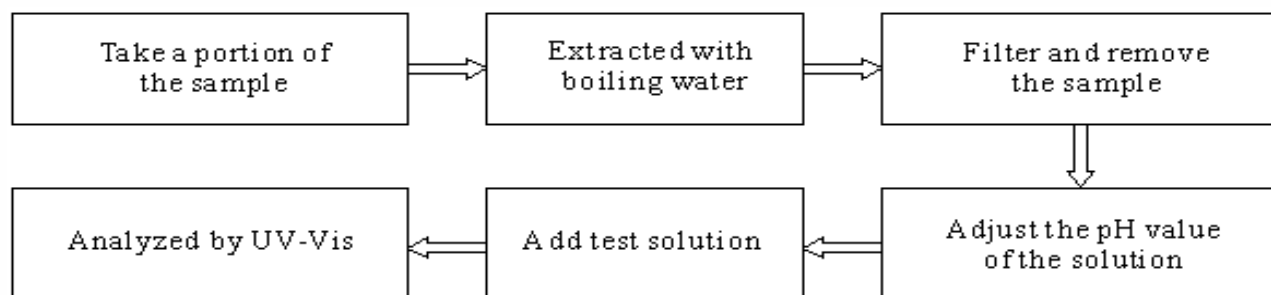 Take a portion of
the sample
Extracted with
boiling water
Filter and remove
the sample
Adjust the pH value
of the solution
Add test solution
Analyzed by UV-Vis